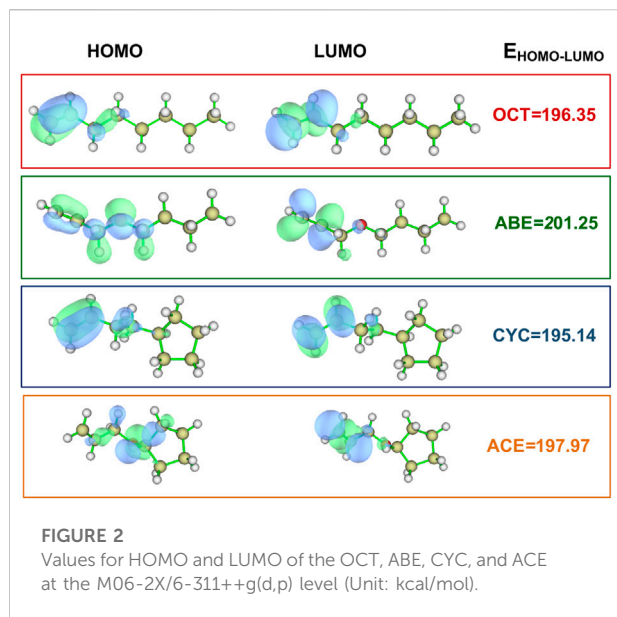 HOMO LUMO E_HOMO-LUMO
OCT=196.35
ABE=201.25
CYC=195.14
ACE=197.97
FIGURE 2
Values for HOMO and LUMO of the OCT, ABE, CYC, and ACE
at the M06-2X/6-311++g(d,p) level (Unit: kcal/mol).